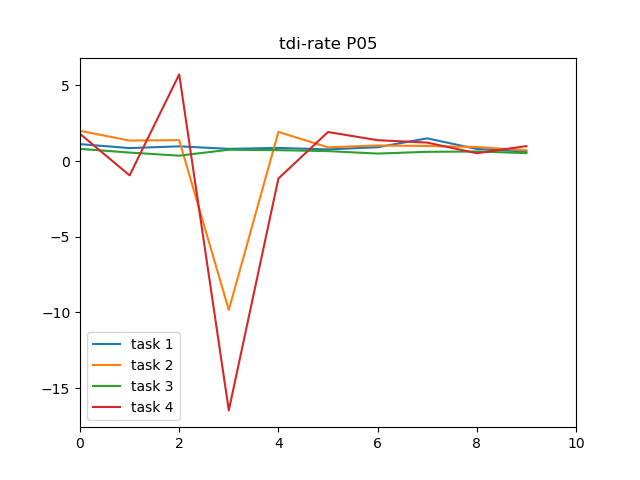 tdi-rate P05
5
0
−5
−10
−15
task 1
task 2
task 3
task 4
0 2 4 6 8 10